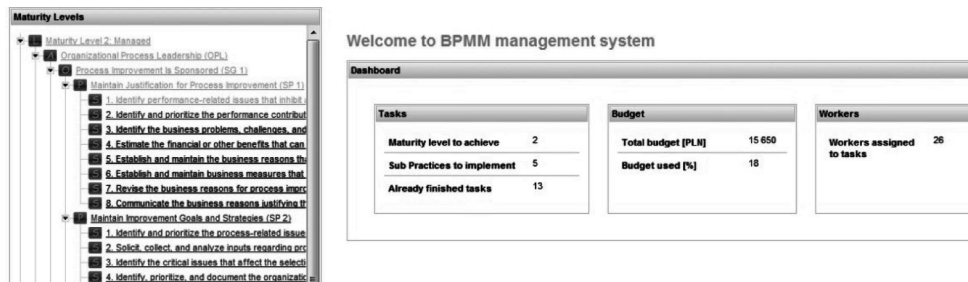 Maturity Levels
L Maturity Level 2: Managed
A Organizational Process Leadership (OPL)
Process Improvement Is Sponsored (SG 1)
P Maintain Justification for Process Improvement (SP 1)
S 1. Identify performance-related issues that inhibit
S 2. Identify and prioritize the performance contribut
S 3. Identify the business problems, challenges, and
S 4. Estimate the financial or other benefits that can
S 5. Establish and maintain the business reasons tha
S 6. Establish and maintain business measures that
S 7. Revise the business reasons for process impro
S 8. Communicate the business reasons justifying th
P Maintain Improvement Goals and Strategies (SP 2)
S 1. Identify and prioritize the process-related issue
S 2. Solicit, collect, and analyze inputs regarding pro
S 3. Identify the critical issues that affect the selecti
S 4. Identify, prioritize, and document the organizatio
Welcome to BPMM management system
Dashboard
Tasks
Maturity level to achieve 2
Sub Practices to implement 5
Already finished tasks 13
Budget
Total budget [PLN] 15 650
Budget used [%] 18
Workers
Workers assigned 26
to tasks